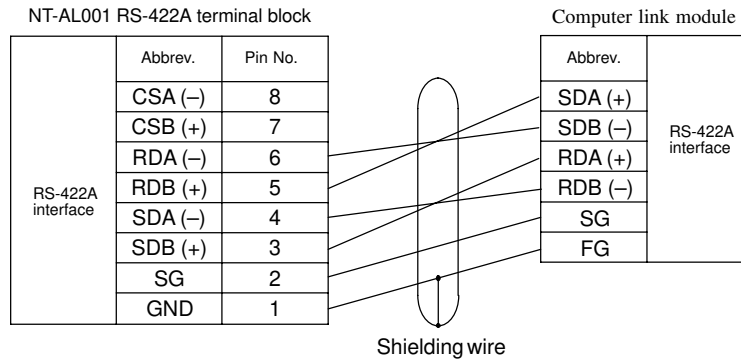 NT-AL001 RS-422A terminal block
Computer link module
Abbrev. Pin No.
CSA (–) 8
CSB (+) 7
RDA (–) 6
RDB (+) 5
SDA (–) 4
SDB (+) 3
SG 2
GND 1
RS-422A
interface
Abbrev.
SDA (+)
SDB (–)
RDA (+)
RDB (–)
SG
FG
RS-422A
interface
Shielding wire